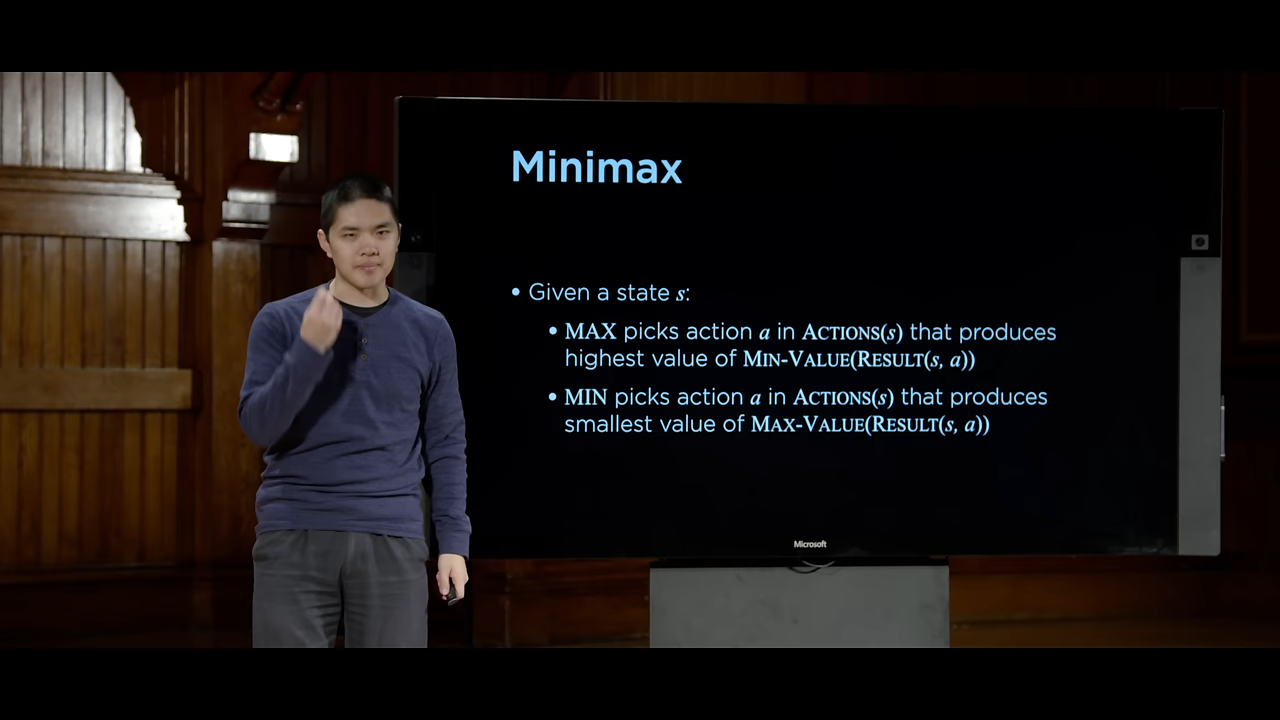 Minimax
• Given a state s:
• MAX picks action a in ACTIONS(s) that produces
highest value of MIN-VALUE(RESULT(s, a))
• MIN picks action a in ACTIONS(s) that produces
smallest value of MAX-VALUE(RESULT(s, a))
Microsoft